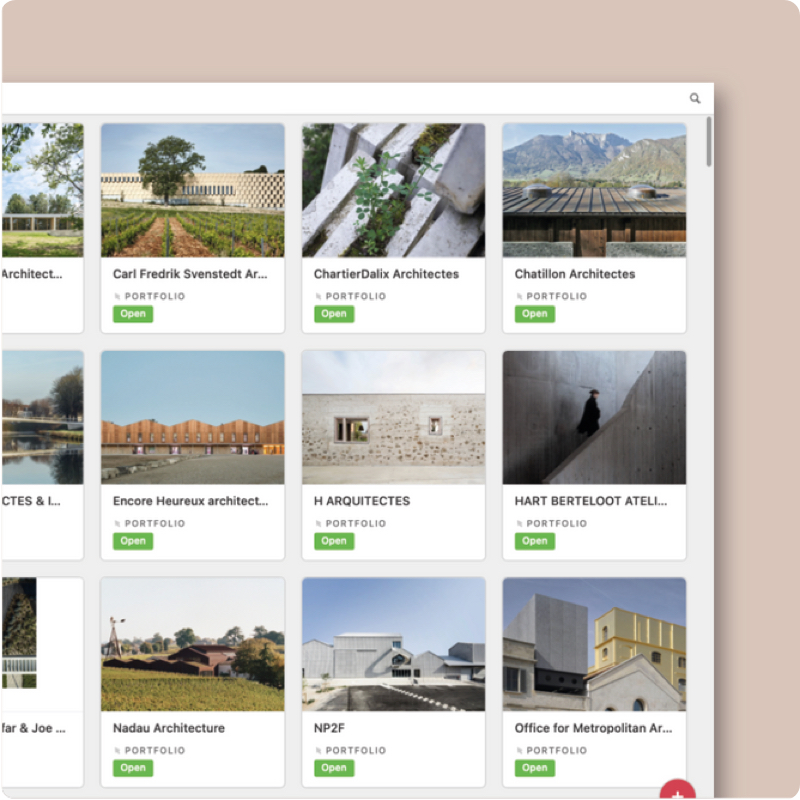 Architect...
Carl Fredrik Svenstedt Ar...
ChartierDalix Architectes
Chatillon Architectes
PORTFOLIO
PORTFOLIO
PORTFOLIO
Open
Open
Open
CTES & I...
Encore Heureux architect...
H ARQUITECTES
HART BERTELOOT ATELI...
PORTFOLIO
PORTFOLIO
PORTFOLIO
Open
Open
Open
far & Joe ...
Nadau Architecture
NP2F
Office for Metropolitan Ar...
PORTFOLIO
PORTFOLIO
PORTFOLIO
Open
Open
Open